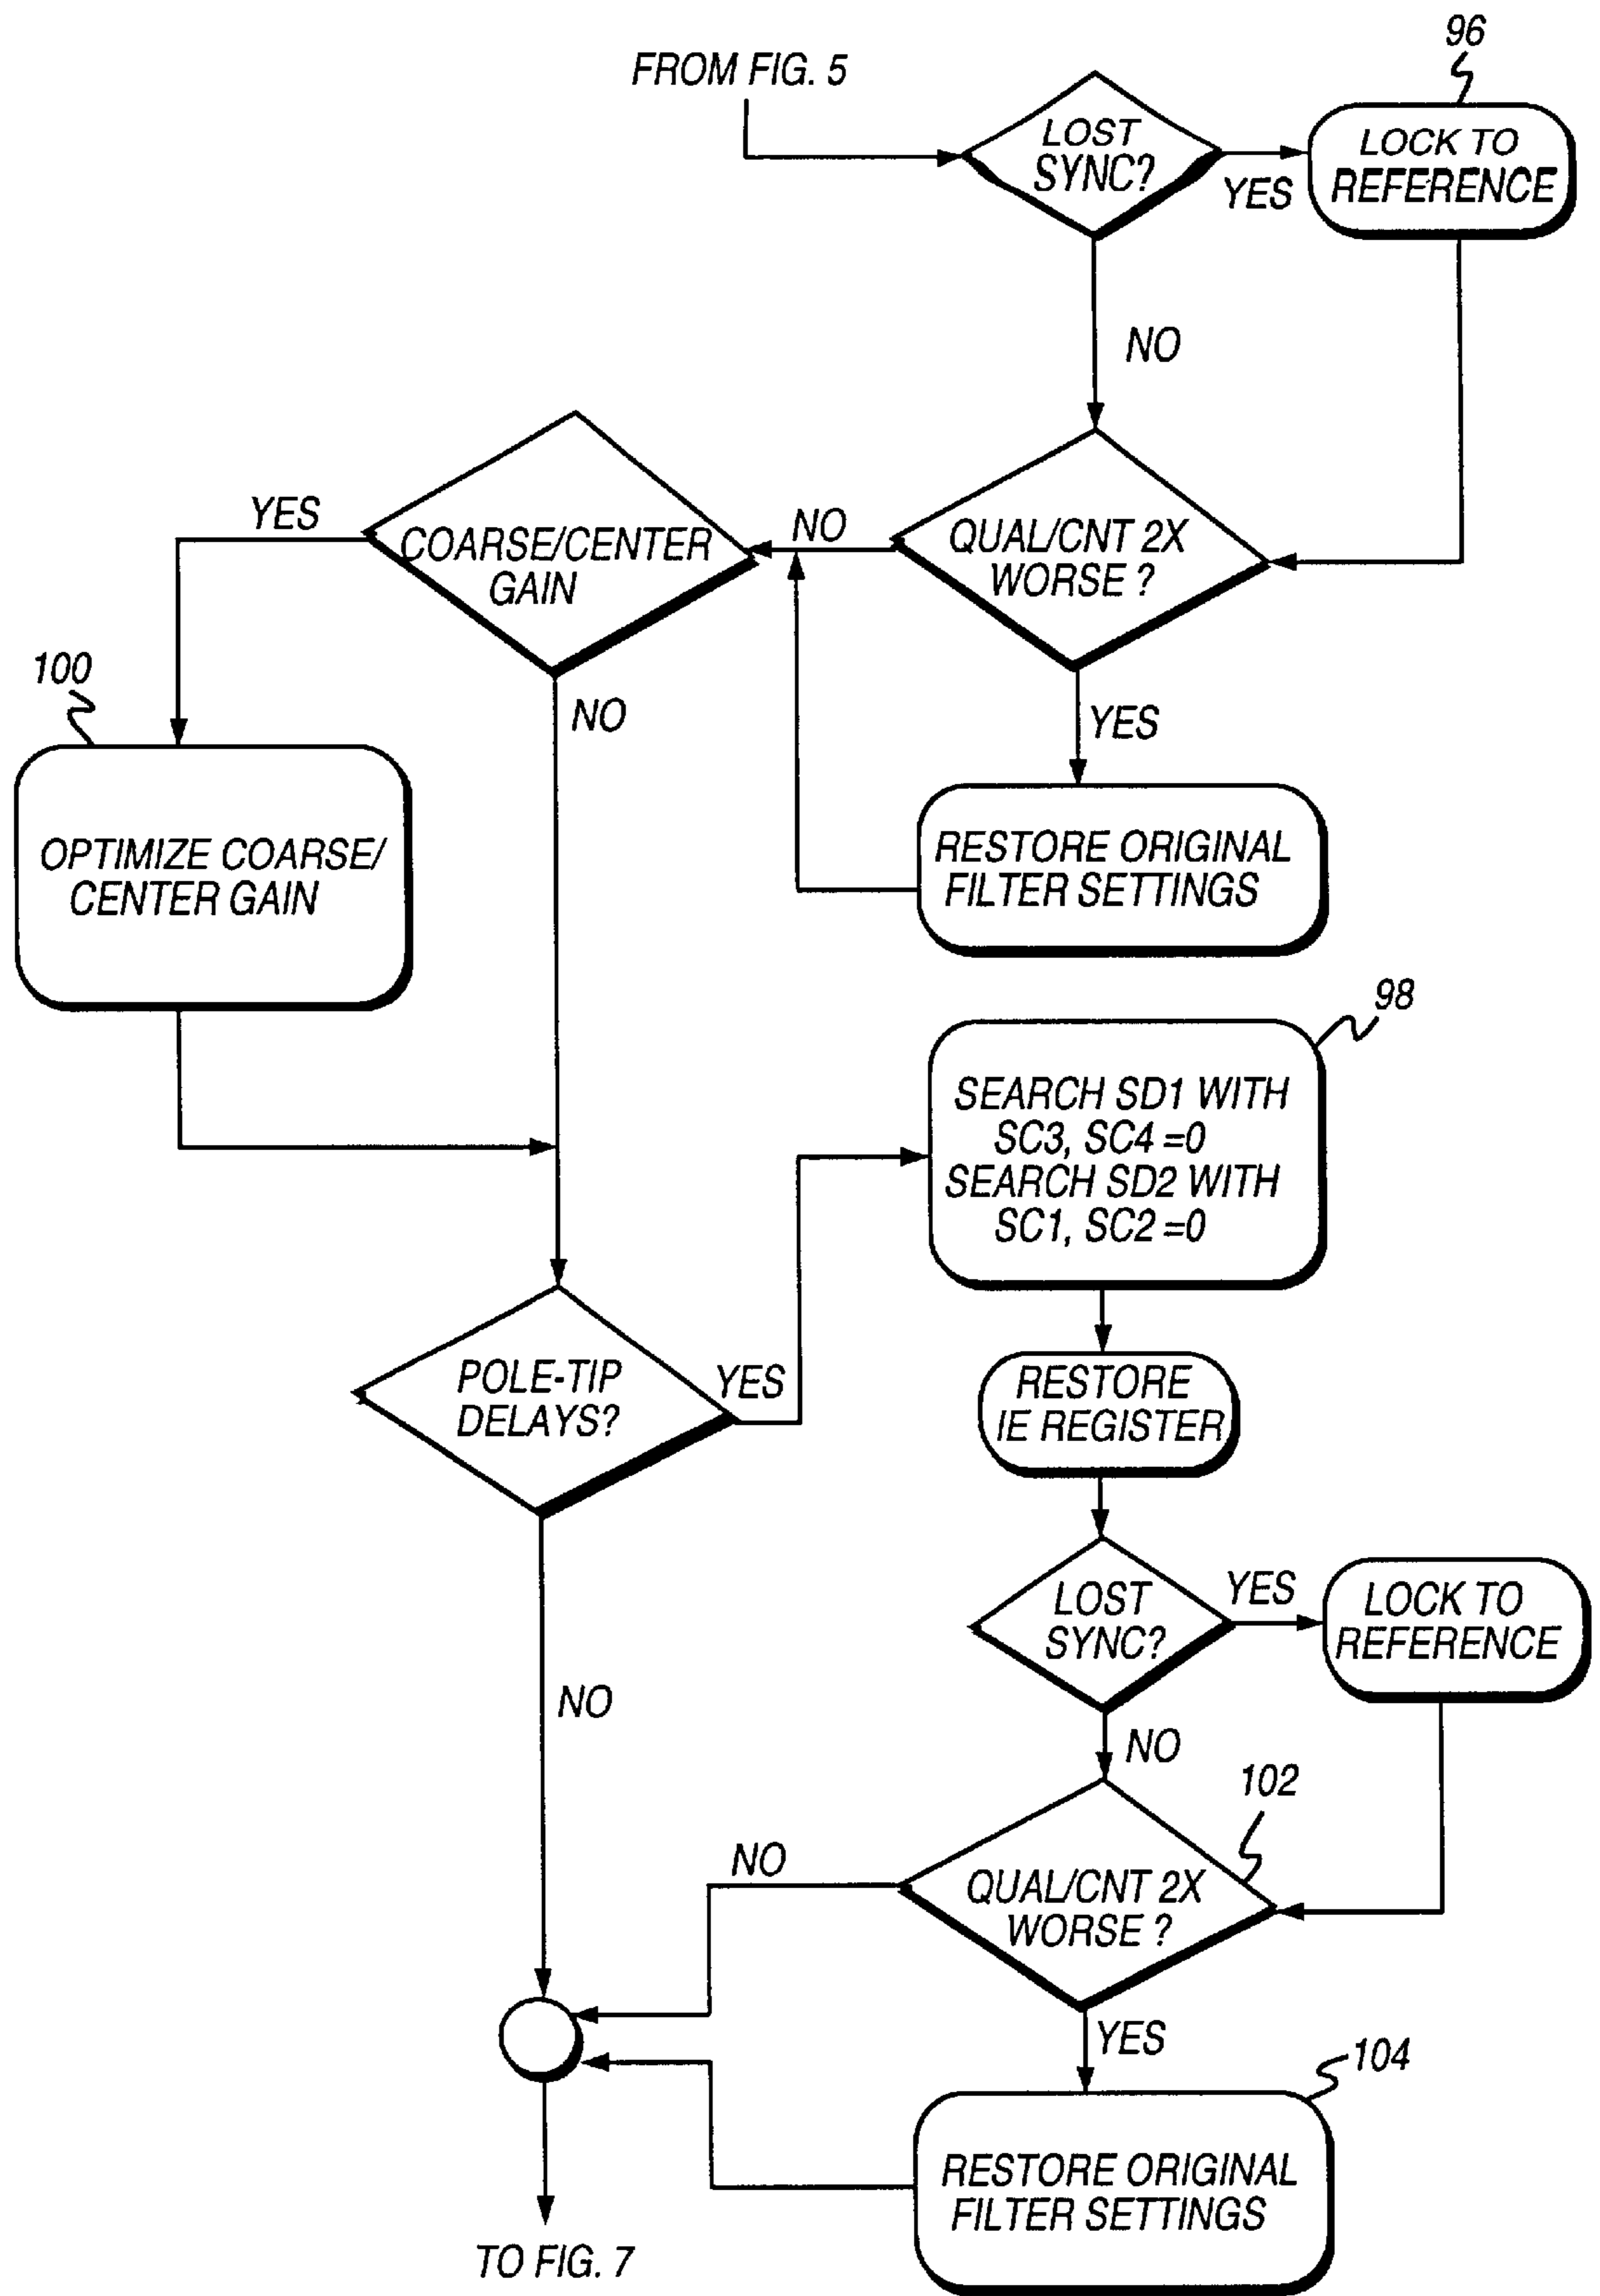 FROM FIG. 5
96
LOST
SYNC?
YES
LOCK TO
REFERENCE
NO
QUAL/CNT 2X
WORSE ?
NO
COARSE/CENTER
GAIN
YES
100
NO
YES
OPTIMIZE COARSE/
CENTER GAIN
RESTORE ORIGINAL
FILTER SETTINGS
98
SEARCH SD1 WITH
SC3, SC4 =0
SEARCH SD2 WITH
SC1, SC2 =0
POLE-TIP
DELAYS?
YES
RESTORE
IE REGISTER
LOST
SYNC?
YES
LOCK TO
REFERENCE
NO
NO
102
NO
QUAL/CNT 2X
WORSE ?
YES
104
RESTORE ORIGINAL
FILTER SETTINGS
TO FIG. 7